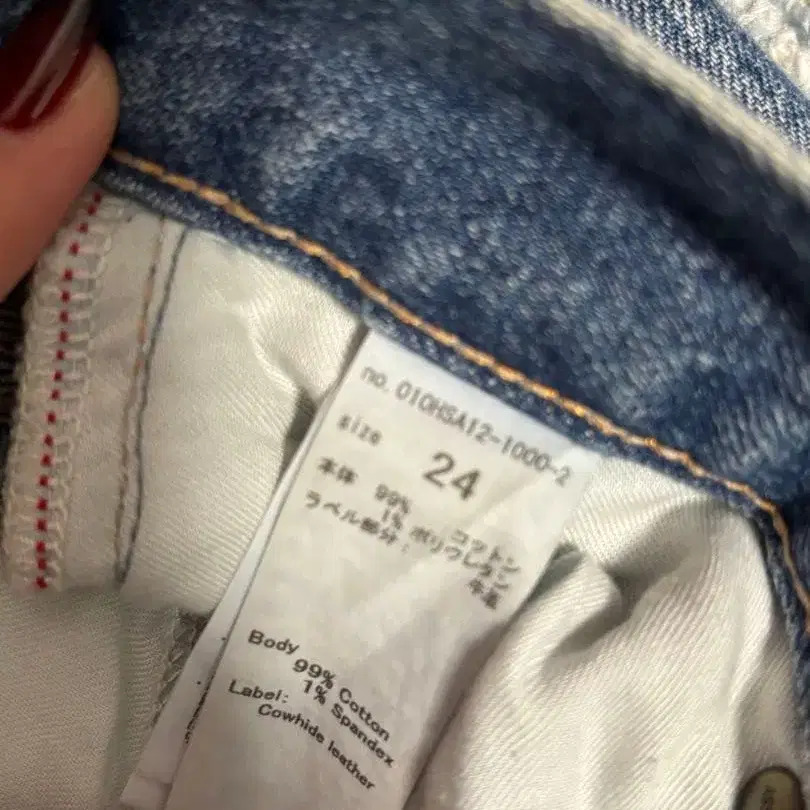 no. 010HSA12-1000-2
size 24
本体 99% コットン
1% ポリウレタン
ラベル部分: 牛革
Body
99% Cotton
1% Spandex
Label:
Cowhide leather